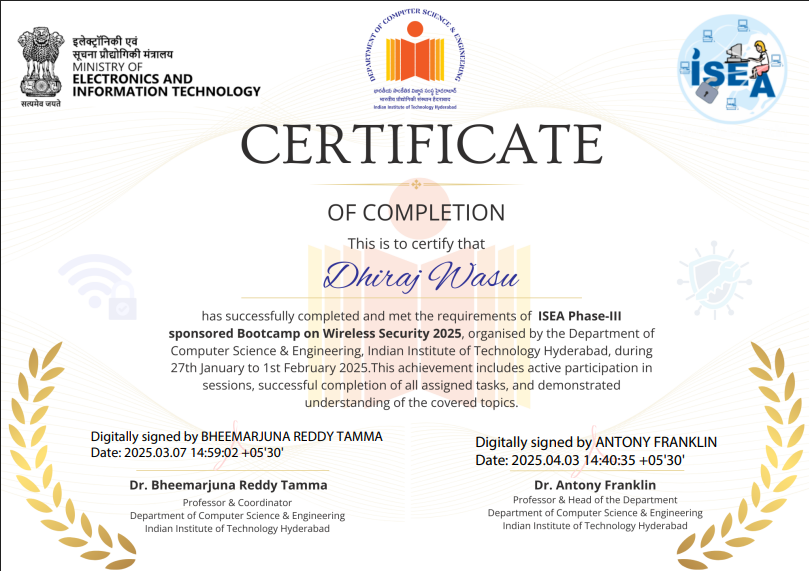 इलेक्ट्रॉनिकी एवं
सूचना प्रौद्योगिकी मंत्रालय
MINISTRY OF
ELECTRONICS AND
INFORMATION TECHNOLOGY
सत्यमेव जयते
DEPARTMENT OF COMPUTER SCIENCE & ENGINEERING
భారతీయ సాంకేతిక విజ్ఞాన సంస్థ హైదరాబాద్
भारतीय प्रौद्योगिकी संस्थान हैदराबाद
Indian Institute of Technology Hyderabad
ISEA
CERTIFICATE
OF COMPLETION
This is to certify that
Dhiraj Wasu
has successfully completed and met the requirements of ISEA Phase-III
sponsored Bootcamp on Wireless Security 2025, organised by the Department of
Computer Science & Engineering, Indian Institute of Technology Hyderabad, during
27th January to 1st February 2025.This achievement includes active participation in
sessions, successful completion of all assigned tasks, and demonstrated
understanding of the covered topics.
Digitally signed by BHEEMARJUNA REDDY TAMMA
Date: 2025.03.07 14:59:02 +05'30'
Dr. Bheemarjuna Reddy Tamma
Professor & Coordinator
Department of Computer Science & Engineering
Indian Institute of Technology Hyderabad
Digitally signed by ANTONY FRANKLIN
Date: 2025.04.03 14:40:35 +05'30'
Dr. Antony Franklin
Professor & Head of the Department
Department of Computer Science & Engineering
Indian Institute of Technology Hyderabad